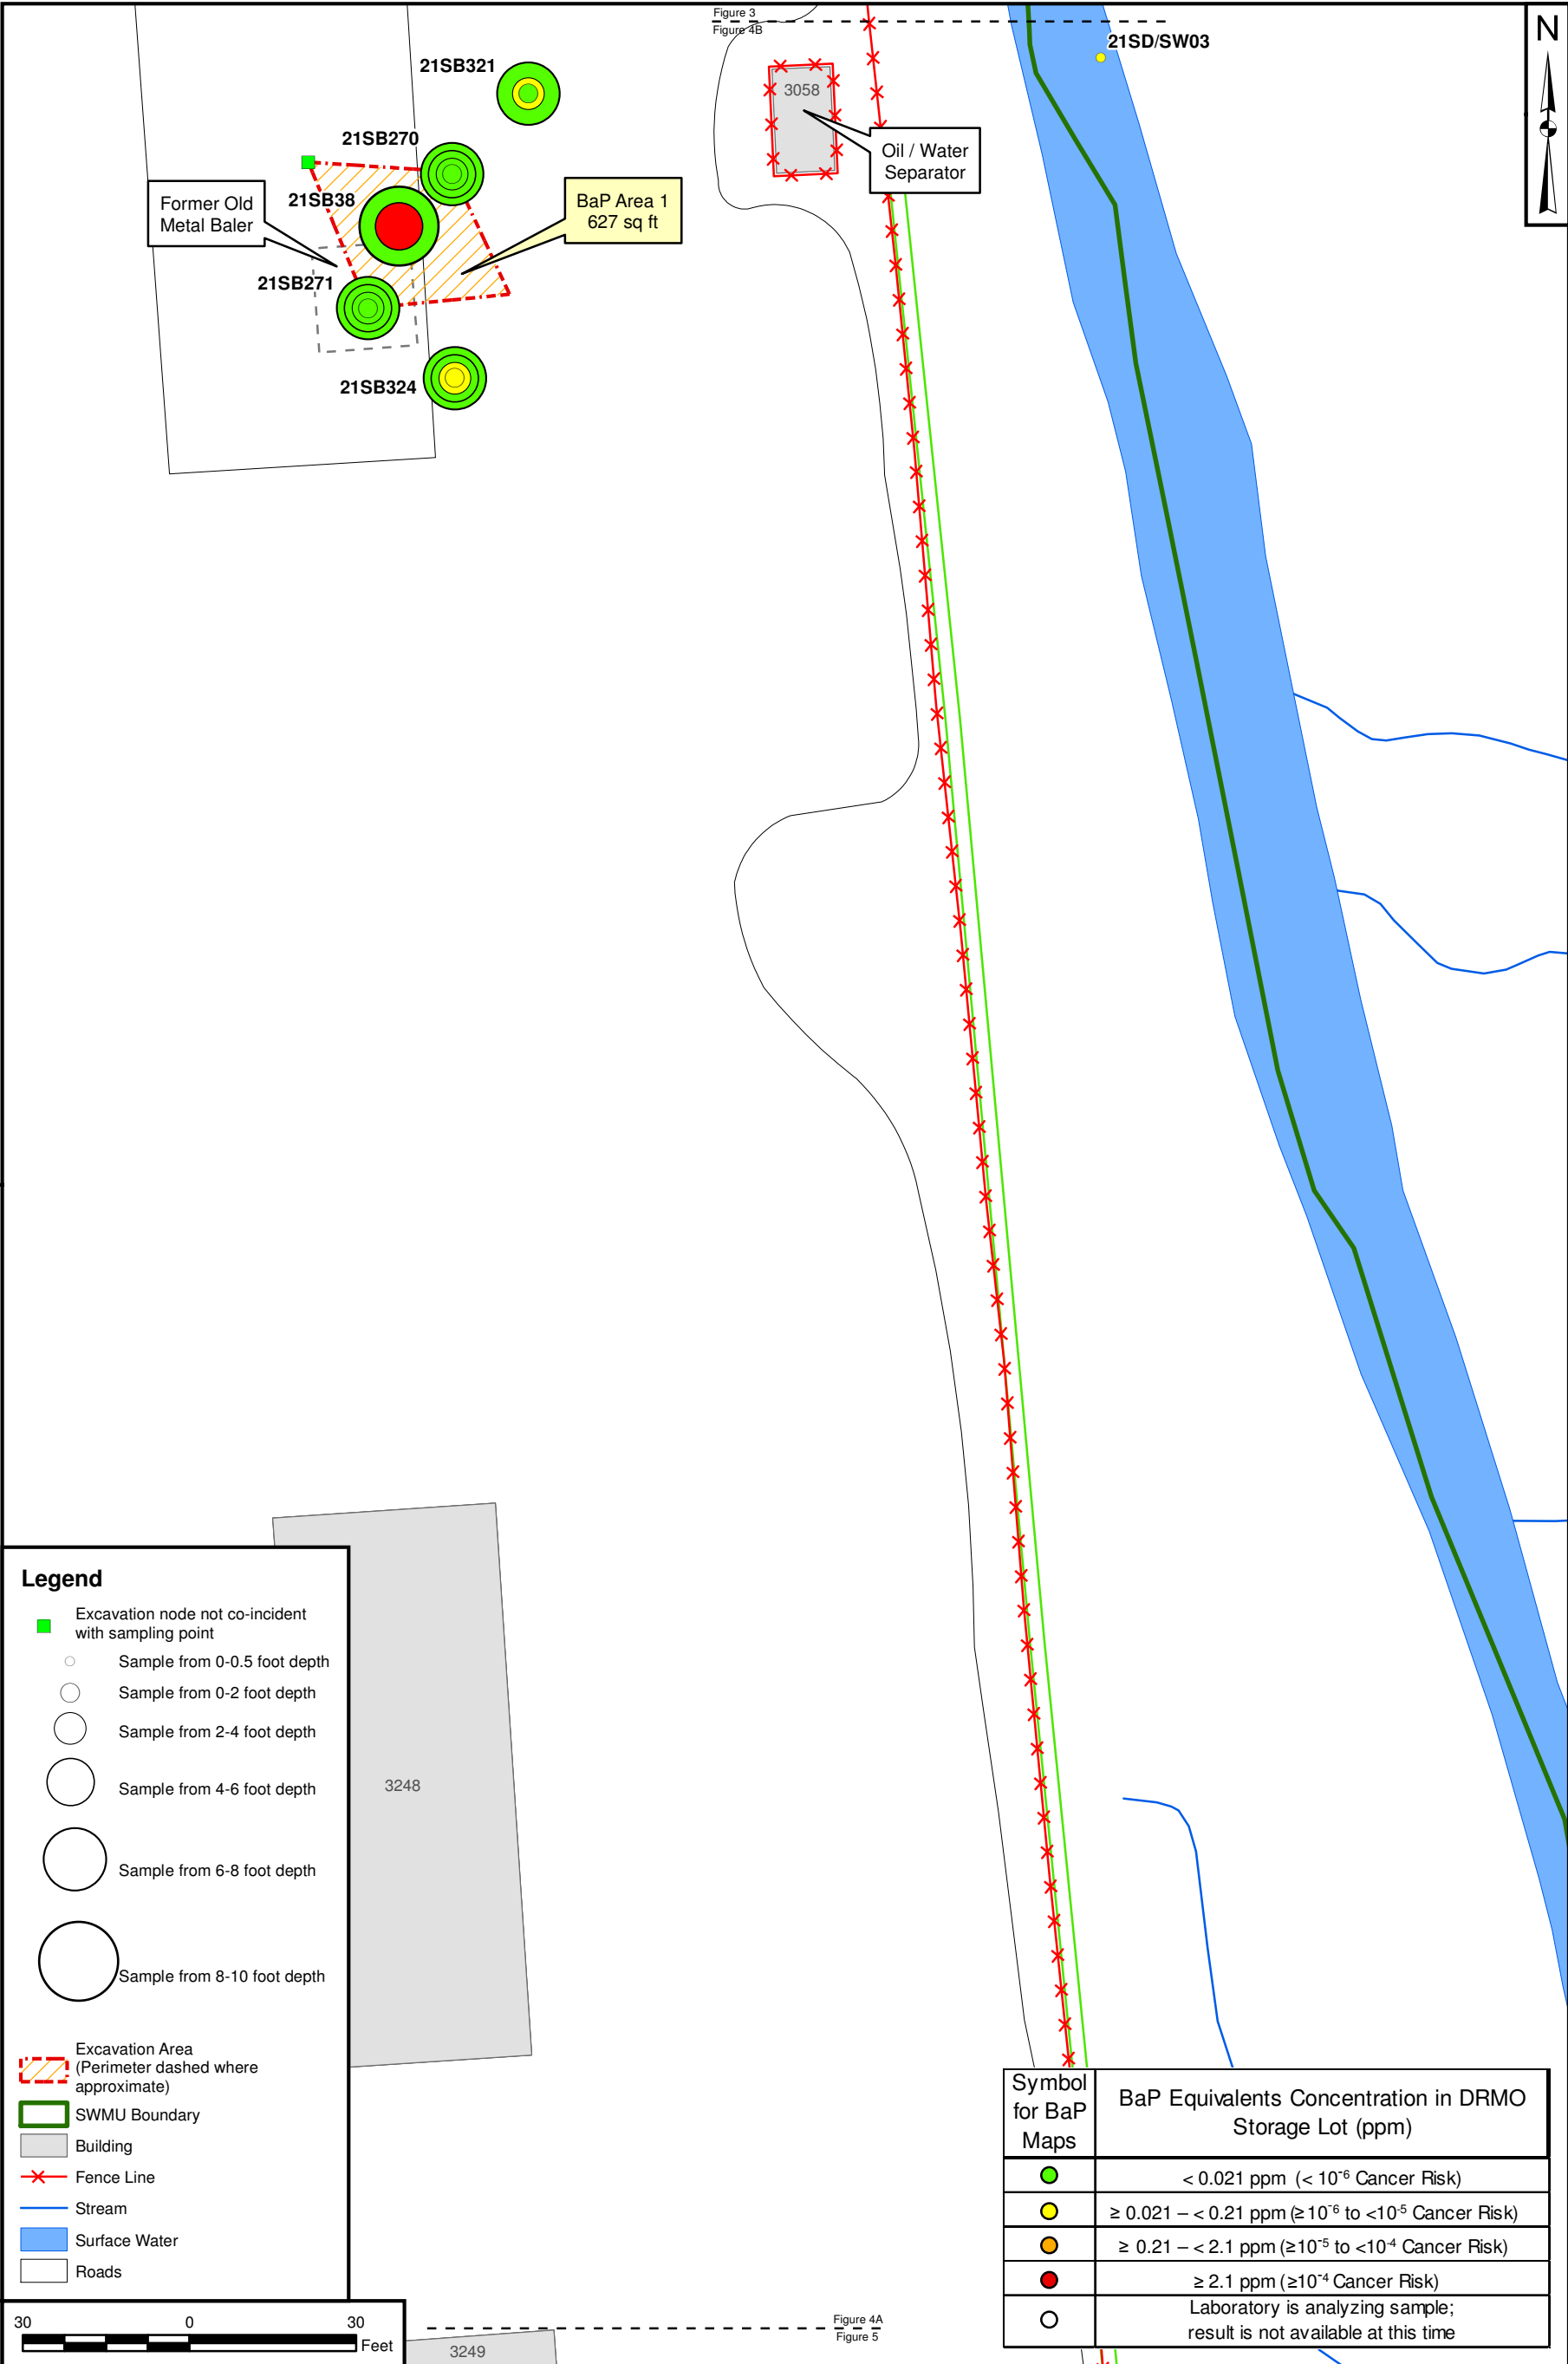 Figure 3
Figure 4B
N
21SD/SW03
21SB321
3058
21SB270
Oil / Water
Separator
21SB38
Former Old
Metal Baler
BaP Area 1
627 sq ft
21SB271
21SB324
Legend
Excavation node not co-incident
with sampling point
Sample from 0-0.5 foot depth
Sample from 0-2 foot depth
Sample from 2-4 foot depth
Sample from 4-6 foot depth
Sample from 6-8 foot depth
Sample from 8-10 foot depth
Excavation Area
(Perimeter dashed where
approximate)
SWMU Boundary
Building
Fence Line
Stream
Surface Water
Roads
3248
30 0 30
Feet
3249
Figure 4A
Figure 5
Symbol
for BaP
Maps
BaP Equivalents Concentration in DRMO
Storage Lot (ppm)
< 0.021 ppm (< 10⁻⁶ Cancer Risk)
≥ 0.021 – < 0.21 ppm (≥10⁻⁶ to <10⁻⁵ Cancer Risk)
≥ 0.21 – < 2.1 ppm (≥10⁻⁵ to <10⁻⁴ Cancer Risk)
≥ 2.1 ppm (≥10⁻⁴ Cancer Risk)
Laboratory is analyzing sample;
result is not available at this time